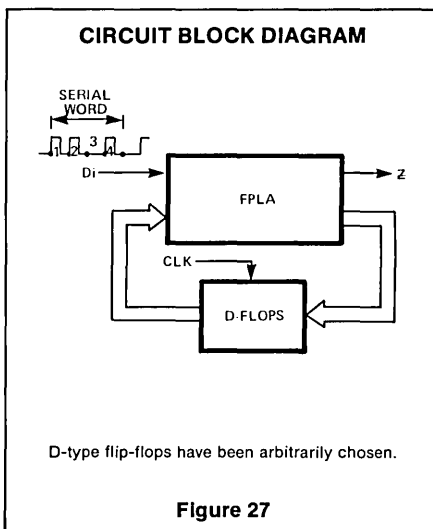 CIRCUIT BLOCK DIAGRAM
SERIAL
WORD
1 2 3 4
Di
Z
FPLA
CLK
D-FLOPS
D-type flip-flops have been arbitrarily chosen.
Figure 27